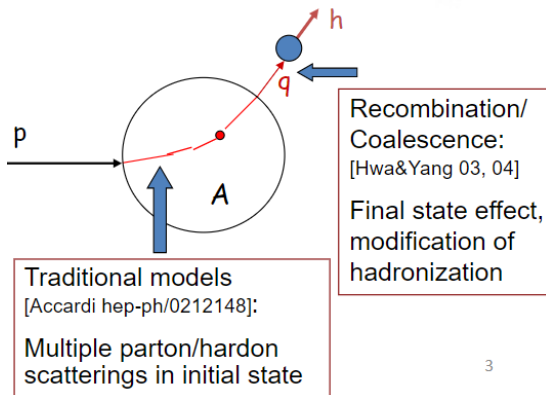 h
q
p
A
Recombination/
Coalescence:
[Hwa&Yang 03, 04]
Final state effect,
modification of
hadronization
Traditional models
[Accardi hep-ph/0212148]:
Multiple parton/hardon
scatterings in initial state
3